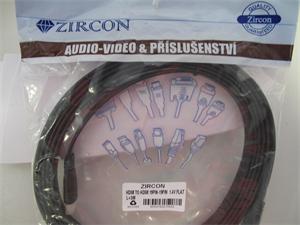 ZIRCON
AUDIO-VIDEO & PŘÍSLUŠENSTVÍ
QUALITY
Zircon
ZIRCON
HDMI TO HDMI 19PIN-19PIN 1.4V FLAT